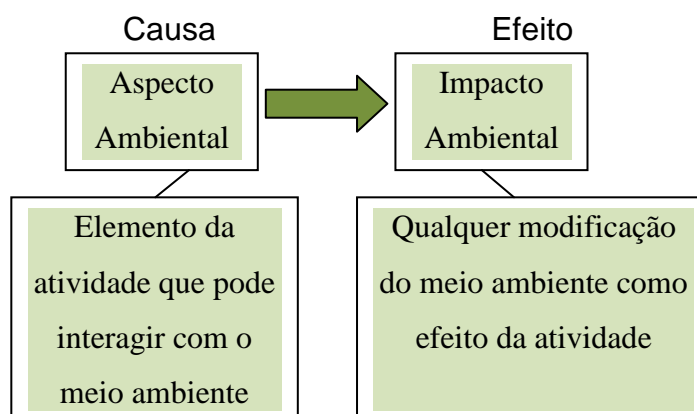 Causa
Efeito
Aspecto
Ambiental
Impacto
Ambiental
Elemento da
atividade que pode
interagir com o
meio ambiente
Qualquer modificação
do meio ambiente como
efeito da atividade